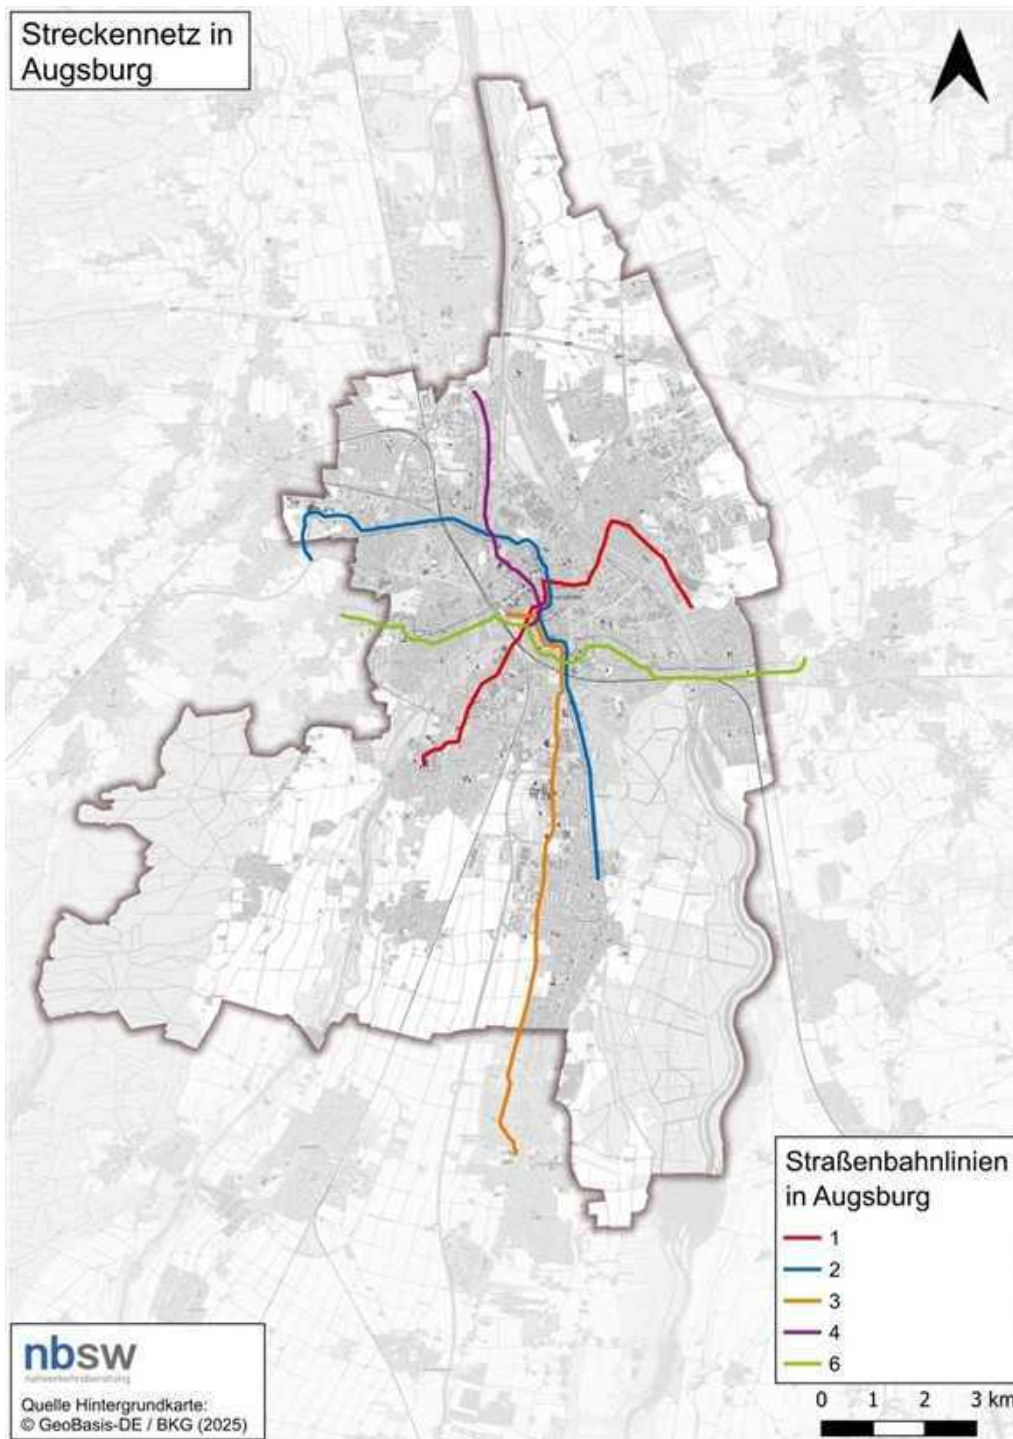 Streckennetz in
Augsburg
Straßenbahnlinien
in Augsburg
1
2
3
4
6
0 1 2 3 km
nbsw
nahverkehrsberatung
Quelle Hintergrundkarte:
© GeoBasis-DE / BKG (2025)